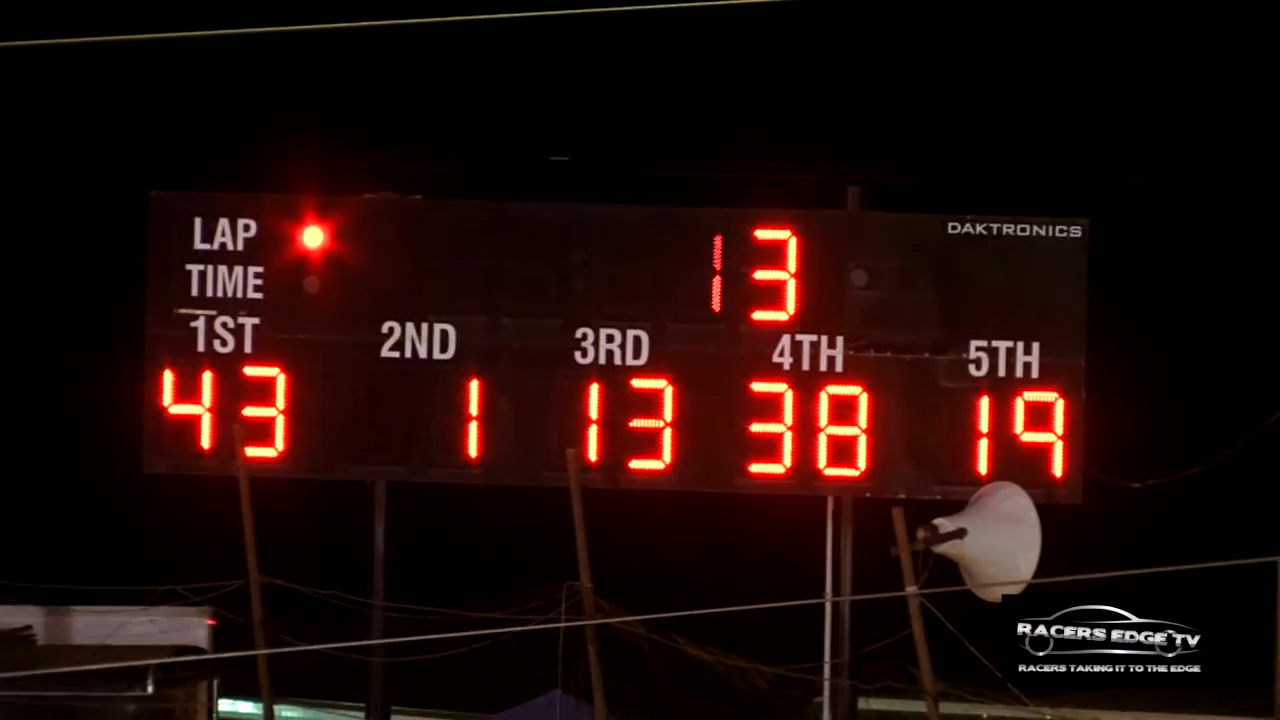 LAP 13 DAKTRONICS
TIME
1ST 2ND 3RD 4TH 5TH
43 1 13 38 19
RACERS EDGE TV
RACERS TAKING IT TO THE EDGE